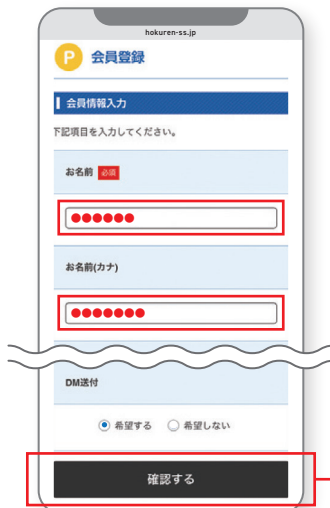 hokuren-ss.jp
P 会員登録
会員情報入力
下記項目を入力してください。
お名前 必須
●●●●●●
お名前(カナ)
●●●●●●●
DM送付
希望する 希望しない
確認する